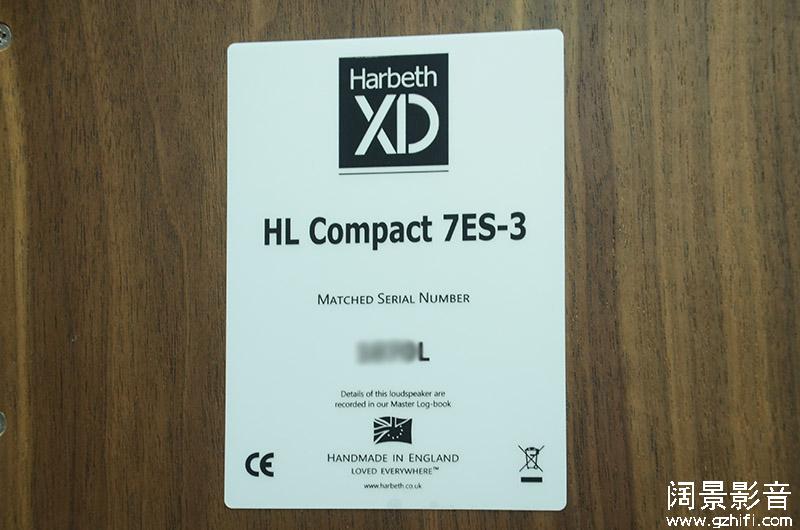 Harbeth
XD
HL Compact 7ES-3
MATCHED SERIAL NUMBER
L
Details of this loudspeaker are
recorded in our Master Log-book
HANDMADE IN ENGLAND
LOVED EVERYWHERE™
www.harbeth.co.uk
CE
阔景影音
www.gzhifi.com